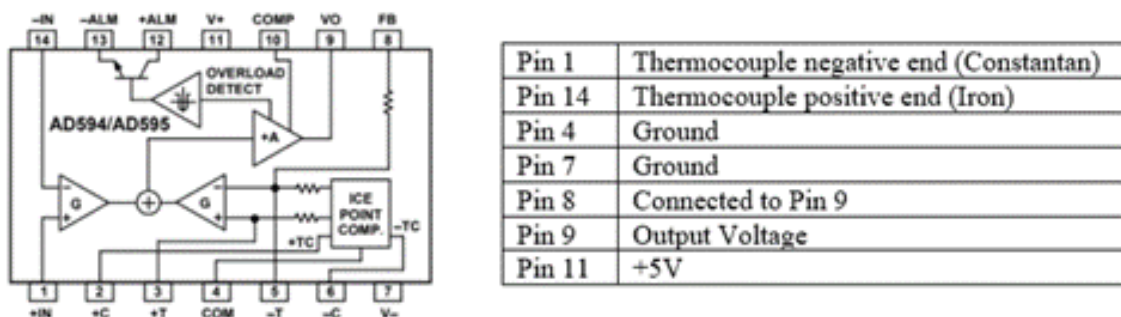 –IN –ALM +ALM V+ COMP VO FB
14 13 12 11 10 9 8
OVERLOAD
DETECT
AD594/AD595
+A
– –
G G
+ +
ICE
POINT
COMP.
–TC
+TC
1 2 3 4 5 6 7
+IN +C +T COM –T –C V–
Pin 1 Thermocouple negative end (Constantan)
Pin 14 Thermocouple positive end (Iron)
Pin 4 Ground
Pin 7 Ground
Pin 8 Connected to Pin 9
Pin 9 Output Voltage
Pin 11 +5V